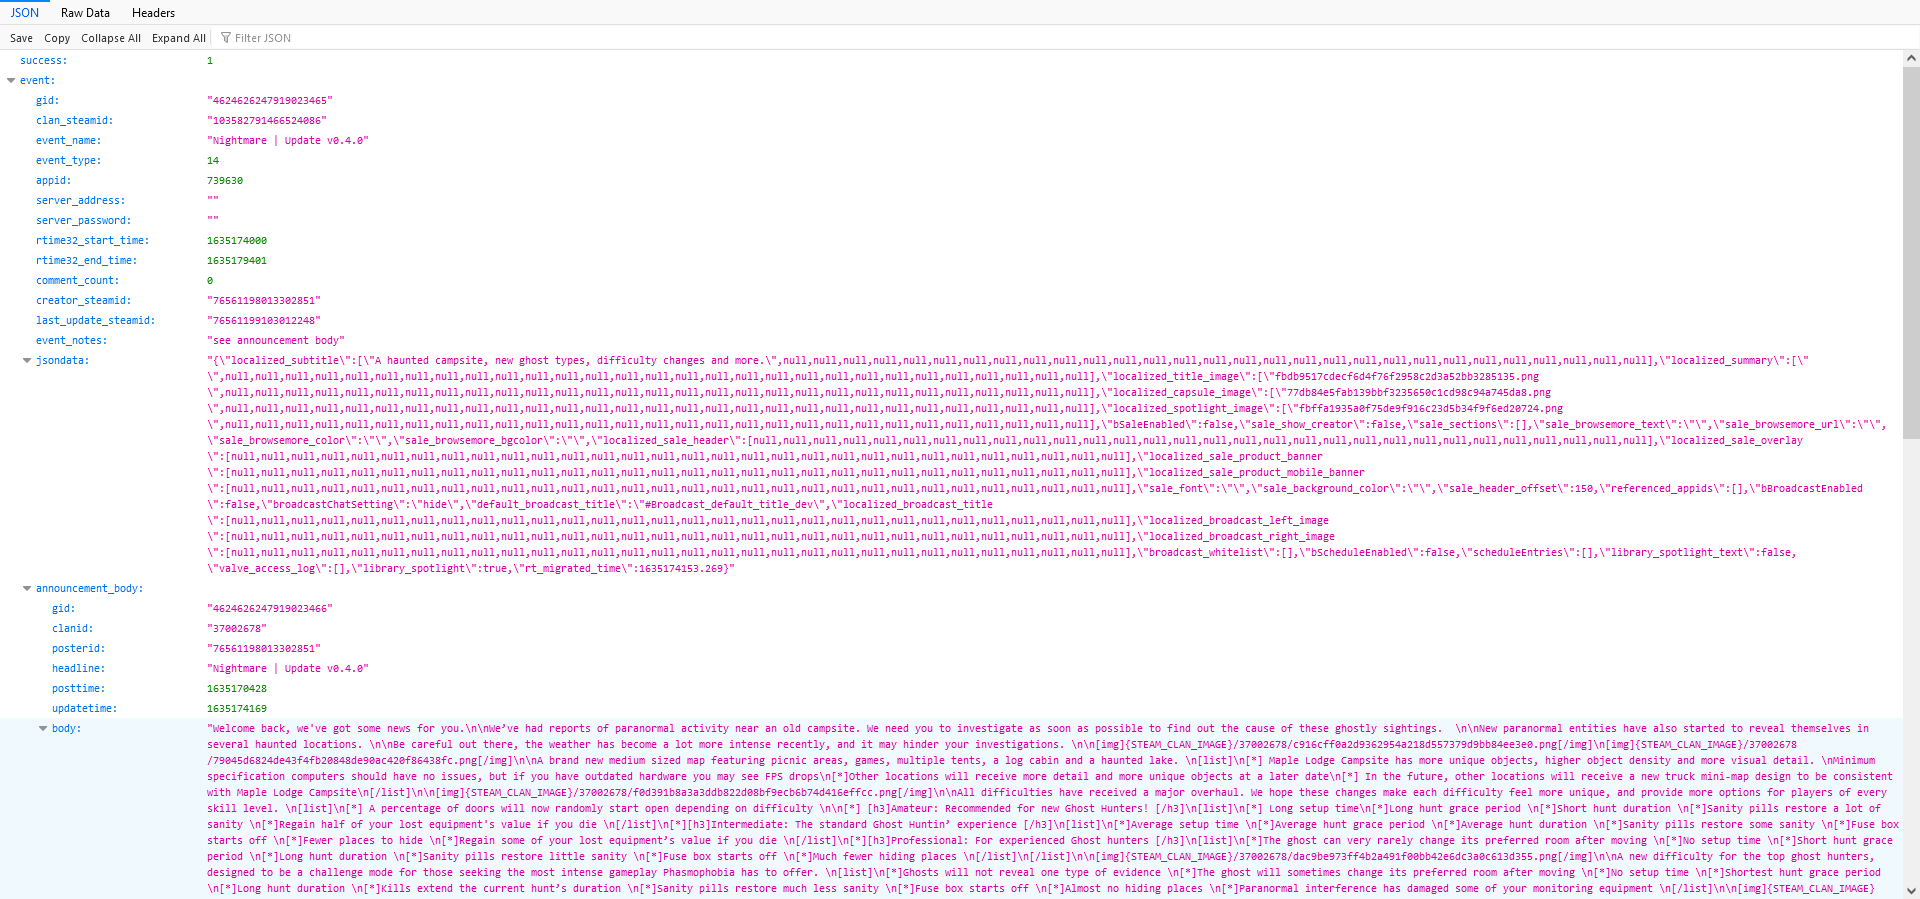 JSON Raw Data Headers
Save Copy Collapse All Expand All Filter JSON
success: 1
event:
gid: "4624626247919023465"
clan_steamid: "103582791466524086"
event_name: "Nightmare | Update v0.4.0"
event_type: 14
appid: 739630
server_address: ""
server_password: ""
rtime32_start_time: 1635174000
rtime32_end_time: 1635179401
comment_count: 0
creator_steamid: "76561198013302851"
last_update_steamid: "76561199103012248"
event_notes: "see announcement body"
jsondata: "{\"localized_subtitle\":[\"A haunted campsite, new ghost types, difficulty changes and more.\",null,null,null,null,null,null,null,null,null,null,null,null,null,null,null,null,null,null,null,null,null,null,null,null,null,null,null,null,null],\"localized_summary\":[\"
\",null,null,null,null,null,null,null,null,null,null,null,null,null,null,null,null,null,null,null,null,null,null,null,null,null,null,null,null,null],\"localized_title_image\":[\"fbdb9517cdecf6d4f76f2958c2d3a52bb3285135.png
\",null,null,null,null,null,null,null,null,null,null,null,null,null,null,null,null,null,null,null,null,null,null,null,null,null,null,null,null,null],\"localized_capsule_image\":[\"77db84e5fab139bbf3235650c1cd98c94a745da8.png
\",null,null,null,null,null,null,null,null,null,null,null,null,null,null,null,null,null,null,null,null,null,null,null,null,null,null,null,null,null],\"localized_spotlight_image\":[\"fbffa1935a0f75de9f916c23d5b34f9f6ed20724.png
\",null,null,null,null,null,null,null,null,null,null,null,null,null,null,null,null,null,null,null,null,null,null,null,null,null,null,null,null,null],\"bSaleEnabled\":false,\"sale_show_creator\":false,\"sale_sections\":[],\"sale_browsemore_text\":\"\",\"sale_browsemore_url\":\"\",
\"sale_browsemore_color\":\"\",\"sale_browsemore_bgcolor\":\"\",\"localized_sale_header\":[null,null,null,null,null,null,null,null,null,null,null,null,null,null,null,null,null,null,null,null,null,null,null,null,null,null,null,null,null,null],\"localized_sale_overlay
\":[null,null,null,null,null,null,null,null,null,null,null,null,null,null,null,null,null,null,null,null,null,null,null,null,null,null,null,null,null,null],\"localized_sale_product_banner
\":[null,null,null,null,null,null,null,null,null,null,null,null,null,null,null,null,null,null,null,null,null,null,null,null,null,null,null,null,null,null],\"localized_sale_product_mobile_banner
\":[null,null,null,null,null,null,null,null,null,null,null,null,null,null,null,null,null,null,null,null,null,null,null,null,null,null,null,null,null,null],\"sale_font\":\"\",\"sale_background_color\":\"\",\"sale_header_offset\":150,\"referenced_appids\":[],\"bBroadcastEnabled
\":false,\"broadcastChatSetting\":\"hide\",\"default_broadcast_title\":\"#Broadcast_default_title_dev\",\"localized_broadcast_title
\":[null,null,null,null,null,null,null,null,null,null,null,null,null,null,null,null,null,null,null,null,null,null,null,null,null,null,null,null,null,null],\"localized_broadcast_left_image
\":[null,null,null,null,null,null,null,null,null,null,null,null,null,null,null,null,null,null,null,null,null,null,null,null,null,null,null,null,null,null],\"localized_broadcast_right_image
\":[null,null,null,null,null,null,null,null,null,null,null,null,null,null,null,null,null,null,null,null,null,null,null,null,null,null,null,null,null,null],\"broadcast_whitelist\":[],\"bScheduleEnabled\":false,\"scheduleEntries\":[],\"library_spotlight_text\":false,
\"valve_access_log\":[],\"library_spotlight\":true,\"rt_migrated_time\":1635174153.269}"
announcement_body:
gid: "4624626247919023466"
clanid: "37002678"
posterid: "76561198013302851"
headline: "Nightmare | Update v0.4.0"
posttime: 1635170428
updatetime: 1635174169
body: "Welcome back, we've got some news for you.\n\nWe’ve had reports of paranormal activity near an old campsite. We need you to investigate as soon as possible to find out the cause of these ghostly sightings.  \n\nNew paranormal entities have also started to reveal themselves in
several haunted locations. \n\nBe careful out there, the weather has become a lot more intense recently, and it may hinder your investigations. \n\n[img]{STEAM_CLAN_IMAGE}/37002678/c916cff0a2d9362954a218d557379d9bb84ee3e0.png[/img]\n[img]{STEAM_CLAN_IMAGE}/37002678
/79045d6824de43f4fb20848de90ac420f86438fc.png[/img]\n\nA brand new medium sized map featuring picnic areas, games, multiple tents, a log cabin and a haunted lake. \n[list]\n[*] Maple Lodge Campsite has more unique objects, higher object density and more visual detail. \nMinimum
specification computers should have no issues, but if you have outdated hardware you may see FPS drops\n[*]Other locations will receive more detail and more unique objects at a later date\n[*] In the future, other locations will receive a new truck mini-map design to be consistent
with Maple Lodge Campsite\n[/list]\n\n[img]{STEAM_CLAN_IMAGE}/37002678/f0d391b8a3a3ddb822d08bf9ecb6b74d416effcc.png[/img]\n\nAll difficulties have received a major overhaul. We hope these changes make each difficulty feel more unique, and provide more options for players of every
skill level. \n[list]\n[*] A percentage of doors will now randomly start open depending on difficulty \n\n[*] [h3]Amateur: Recommended for new Ghost Hunters! [/h3]\n[list]\n[*] Long setup time\n[*]Long hunt grace period \n[*]Short hunt duration \n[*]Sanity pills restore a lot of
sanity \n[*]Regain half of your lost equipment's value if you die \n[/list]\n[*][h3]Intermediate: The standard Ghost Huntin’ experience [/h3]\n[list]\n[*]Average setup time \n[*]Average hunt grace period \n[*]Average hunt duration \n[*]Sanity pills restore some sanity \n[*]Fuse box
starts off \n[*]Fewer places to hide \n[*]Regain some of your lost equipment’s value if you die \n[/list]\n[*][h3]Professional: For experienced Ghost hunters [/h3]\n[list]\n[*]The ghost can very rarely change its preferred room after moving \n[*]No setup time \n[*]Short hunt grace
period \n[*]Long hunt duration \n[*]Sanity pills restore little sanity \n[*]Fuse box starts off \n[*]Much fewer hiding places \n[/list]\n[/list]\n\n[img]{STEAM_CLAN_IMAGE}/37002678/dac9be973ff4b2a491f00bb42e6dc3a0c613d355.png[/img]\n\nA new difficulty for the top ghost hunters,
designed to be a challenge mode for those seeking the most intense gameplay Phasmophobia has to offer. \n[list]\n[*]Ghosts will not reveal one type of evidence \n[*]The ghost will sometimes change its preferred room after moving \n[*]No setup time \n[*]Shortest hunt grace period
\n[*]Long hunt duration \n[*]Kills extend the current hunt’s duration \n[*]Sanity pills restore much less sanity \n[*]Fuse box starts off \n[*]Almost no hiding places \n[*]Paranormal interference has damaged some of your monitoring equipment \n[/list]\n\n[img]{STEAM_CLAN_IMAGE}